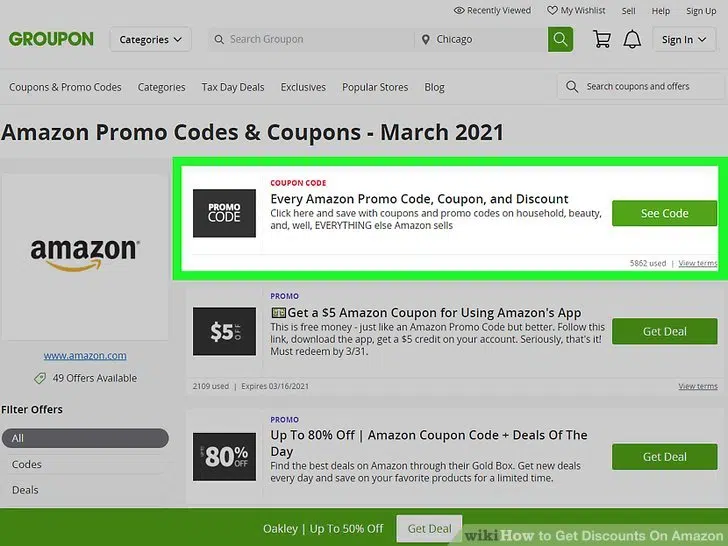 Recently Viewed My Wishlist Sell Help Sign Up
GROUPON Categories Search Groupon Chicago Sign In
Coupons & Promo Codes Categories Tax Day Deals Exclusives Popular Stores Blog Search coupons and offers
Amazon Promo Codes & Coupons - March 2021
amazon
www.amazon.com
49 Offers Available
Filter Offers
All
Codes
Deals
COUPON CODE
PROMO
CODE
Every Amazon Promo Code, Coupon, and Discount
Click here and save with coupons and promo codes on household, beauty,
and, well, EVERYTHING else Amazon sells
See Code
5862 used | View terms
PROMO
$5 OFF
Get a $5 Amazon Coupon for Using Amazon's App
This is free money - just like an Amazon Promo Code but better. Follow this
link, download the app, get a $5 credit on your account. Seriously, that's it!
Must redeem by 3/31.
Get Deal
2109 used | Expires 03/16/2021 View terms
PROMO
UP TO 80% OFF
Up To 80% Off | Amazon Coupon Code + Deals Of The
Day
Find the best deals on Amazon through their Gold Box. Get new deals
every day and save on your favorite products for a limited time.
Get Deal
Oakley | Up To 50% Off Get Deal
wikiHow to Get Discounts On Amazon